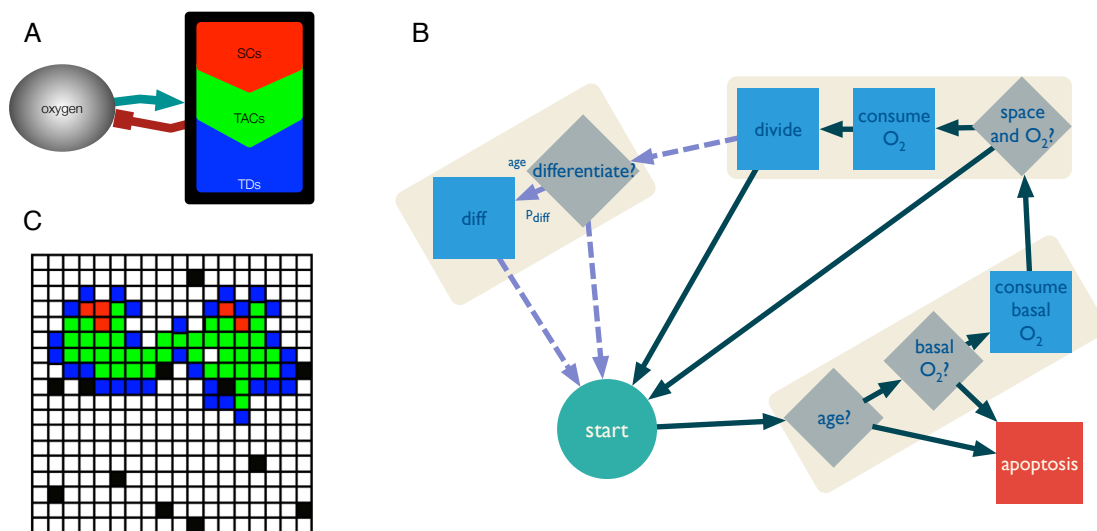 A
SCs
oxygen
TACs
TDs
B
space
and O₂?
consume
O₂
divide
differentiate?
age
diff
Pdiff
consume
basal
O₂
basal
O₂?
age?
start
apoptosis
C